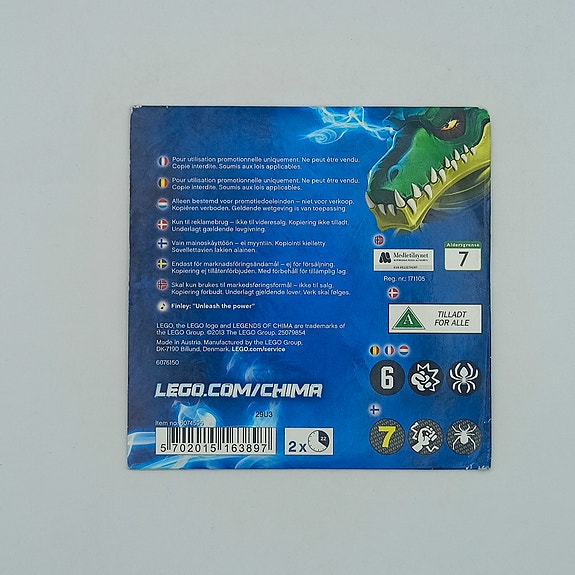 Pour utilisation promotionnelle uniquement. Ne peut être vendu.
Copie interdite. Soumis aux lois applicables.
Pour utilisation promotionnelle uniquement. Ne peut être vendu.
Copie interdite. Soumis aux lois applicables.
Alleen bestemd voor promotiedoeleinden – niet voor verkoop.
Kopiëren verboden. Geldende wetgeving is van toepassing.
Kun til reklamebrug – ikke til videresalg. Kopiering ikke tilladt.
Underlagt gældende lovgivning.
Vain mainoskäyttöön – ei myyntiin. Kopiointi kielletty
Sovellettavien lakien alainen.
Endast för marknadsföringsändamål – ej för försäljning.
Kopiering ej tillåten/förbjuden. Med förbehåll för tillämplig lag.
Skal kun brukes til markedsføringsformål – ikke til salg.
Kopiering forbudt. Underlagt gjeldende lover. Verk skal følges.
Finley: "Unleash the power"
LEGO, the LEGO logo and LEGENDS OF CHIMA are trademarks of
the LEGO Group. ©2013 The LEGO Group. 25079854
Made in Austria. Manufactured by the LEGO Group.
DK-7190 Billund, Denmark. LEGO.com/service
6076150
LEGO.COM/CHIMA
29U3
Item no.
5 702015 163897
2x
22
Medietilsynet
Reg. nr.: 171105
Aldersgrense
7
A
TILLADT
FOR ALLE
6
7